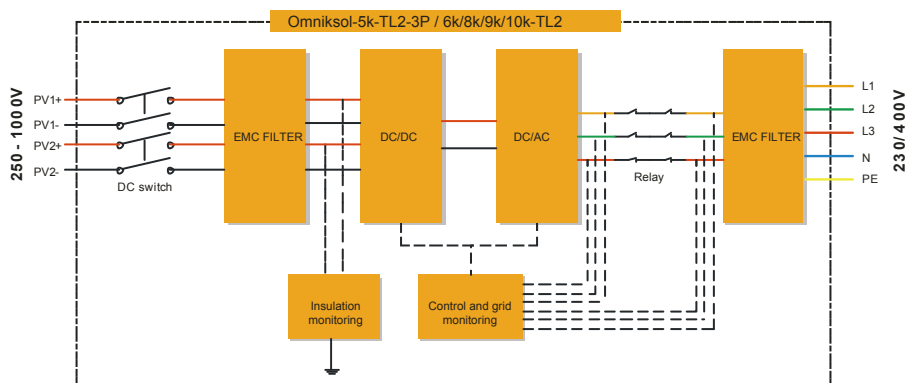 Omniksol-5k-TL2-3P / 6k/8k/9k/10k-TL2
250 - 1000V
PV1+
PV1-
PV2+
PV2-
DC switch
EMC FILTER
DC/DC
DC/AC
Relay
EMC FILTER
L1
L2
L3
N
PE
230/400V
Insulation
monitoring
Control and grid
monitoring